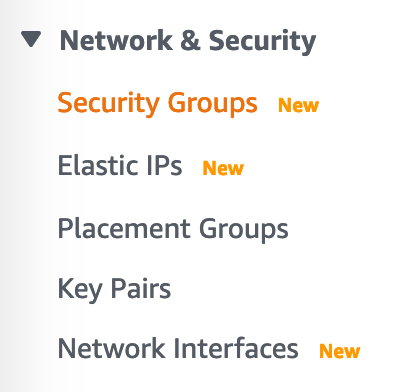 Network & Security
Security Groups New
Elastic IPs New
Placement Groups
Key Pairs
Network Interfaces New